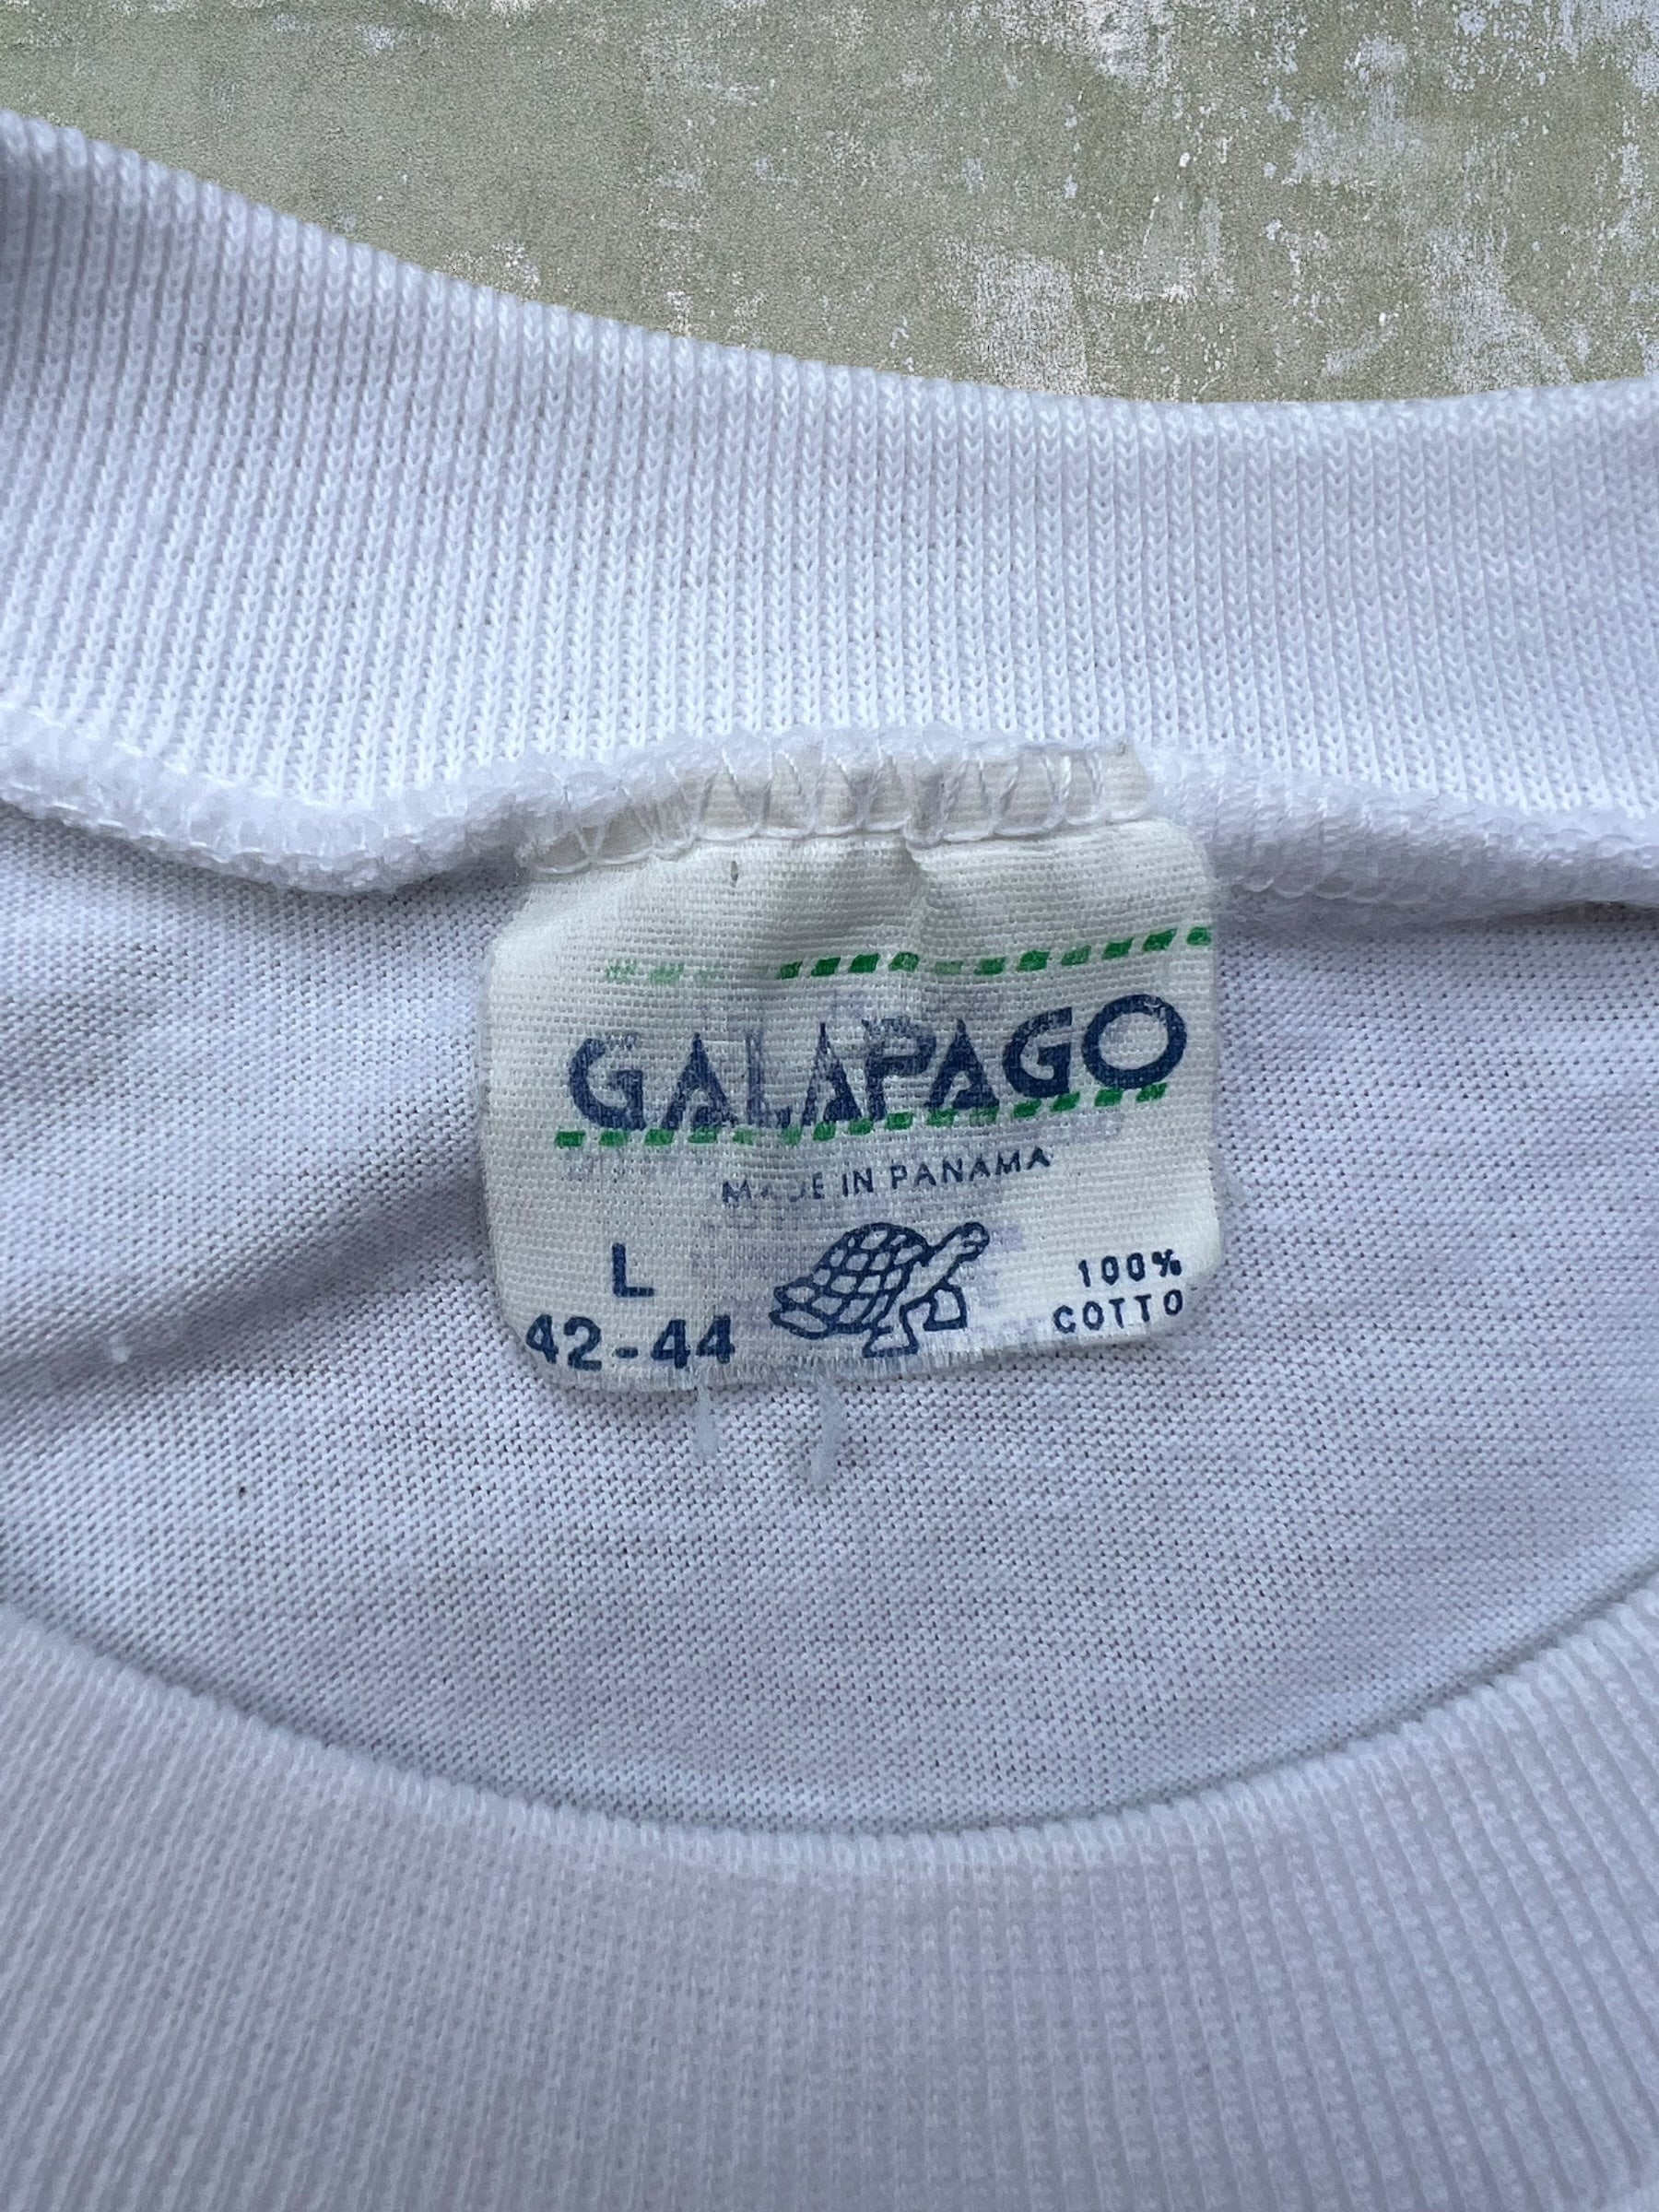 GALAPAGO
MADE IN PANAMA
L
42-44
100%
COTTO